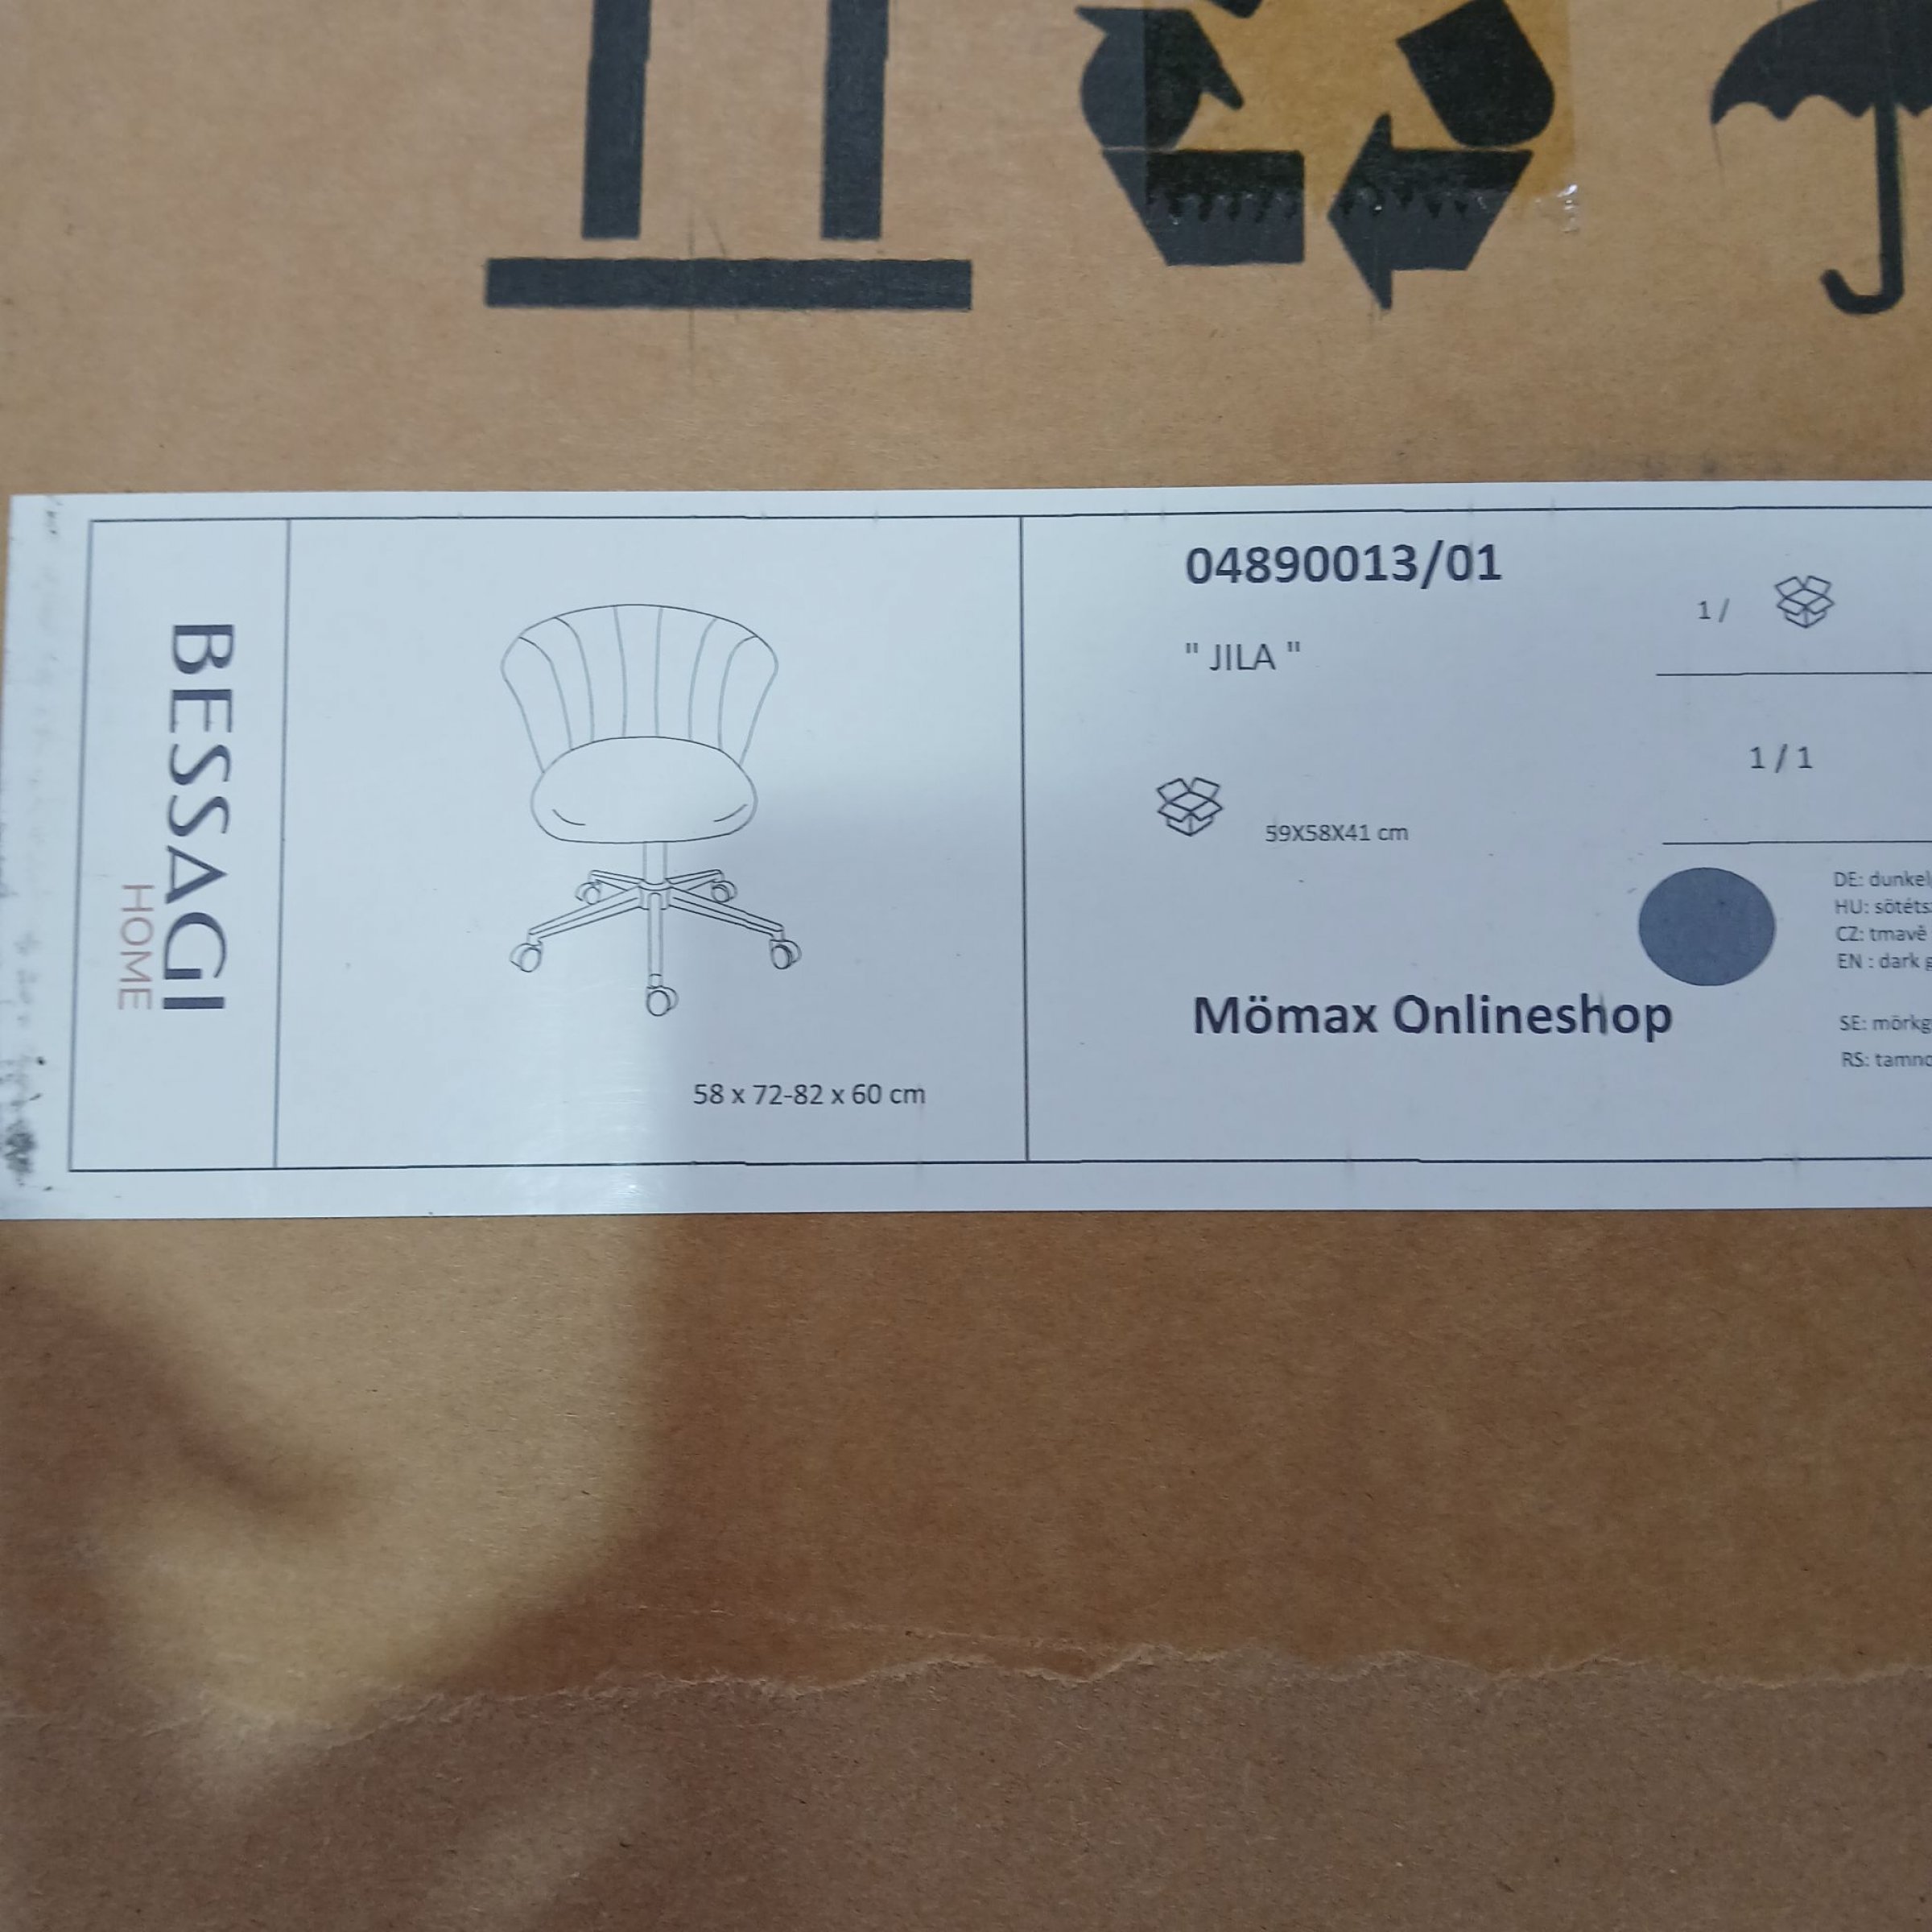 BESSAGI
HOME
58 x 72-82 x 60 cm
04890013/01
" JILA "
59X58X41 cm
Mömax Onlineshop
1 /
1 / 1
DE: dunkel
HU: sötéts
CZ: tmavě
EN : dark g
SE: mörkg
RS: tamno